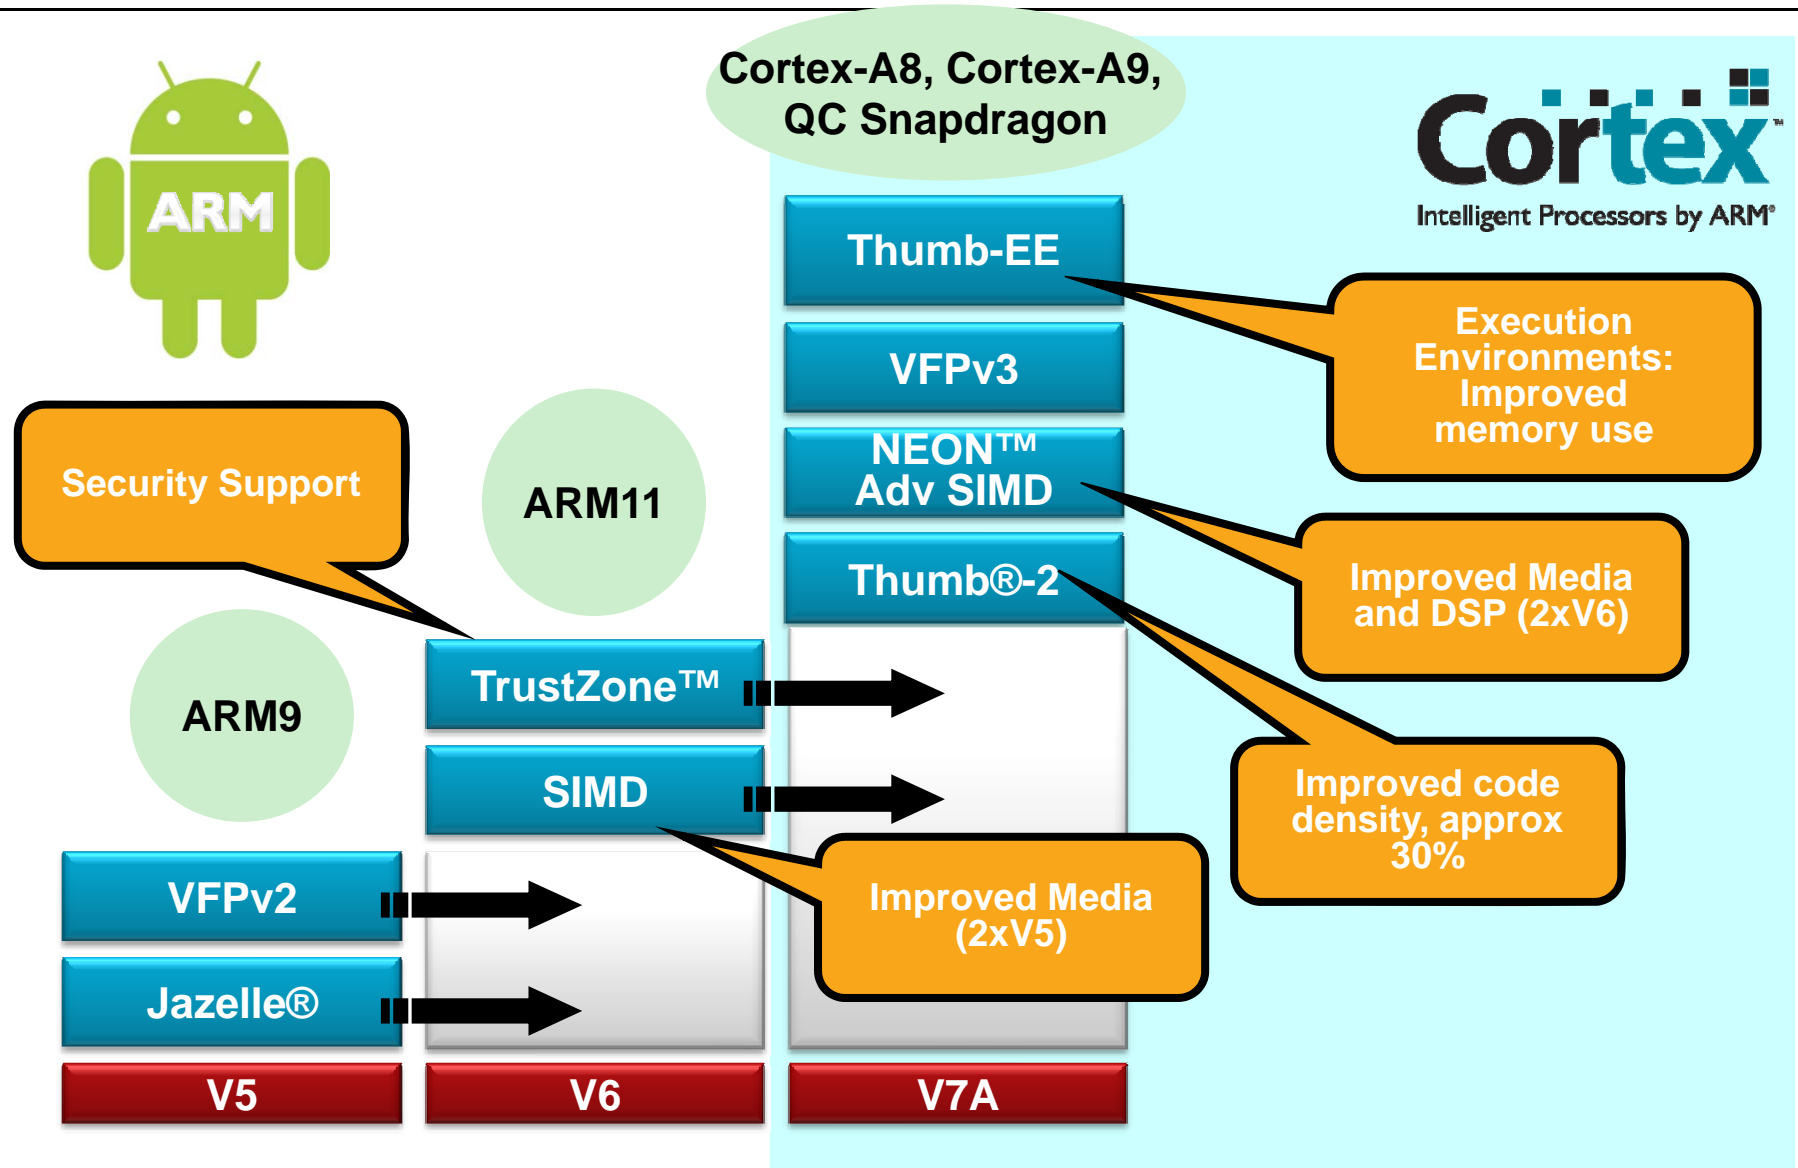 Cortex-A8, Cortex-A9,
QC Snapdragon
ARM
Cortex™
Intelligent Processors by ARM®
Thumb-EE
Execution
Environments:
Improved
memory use
VFPv3
Security Support
ARM11
NEON™
Adv SIMD
Improved Media
and DSP (2xV6)
Thumb®-2
ARM9
TrustZone™
SIMD
Improved code
density, approx
30%
VFPv2
Improved Media
(2xV5)
Jazelle®
V5
V6
V7A